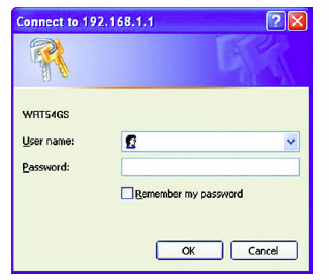 Connect to 192.168.1.1
WRT54GS
User name:
Password:
Remember my password
OK Cancel